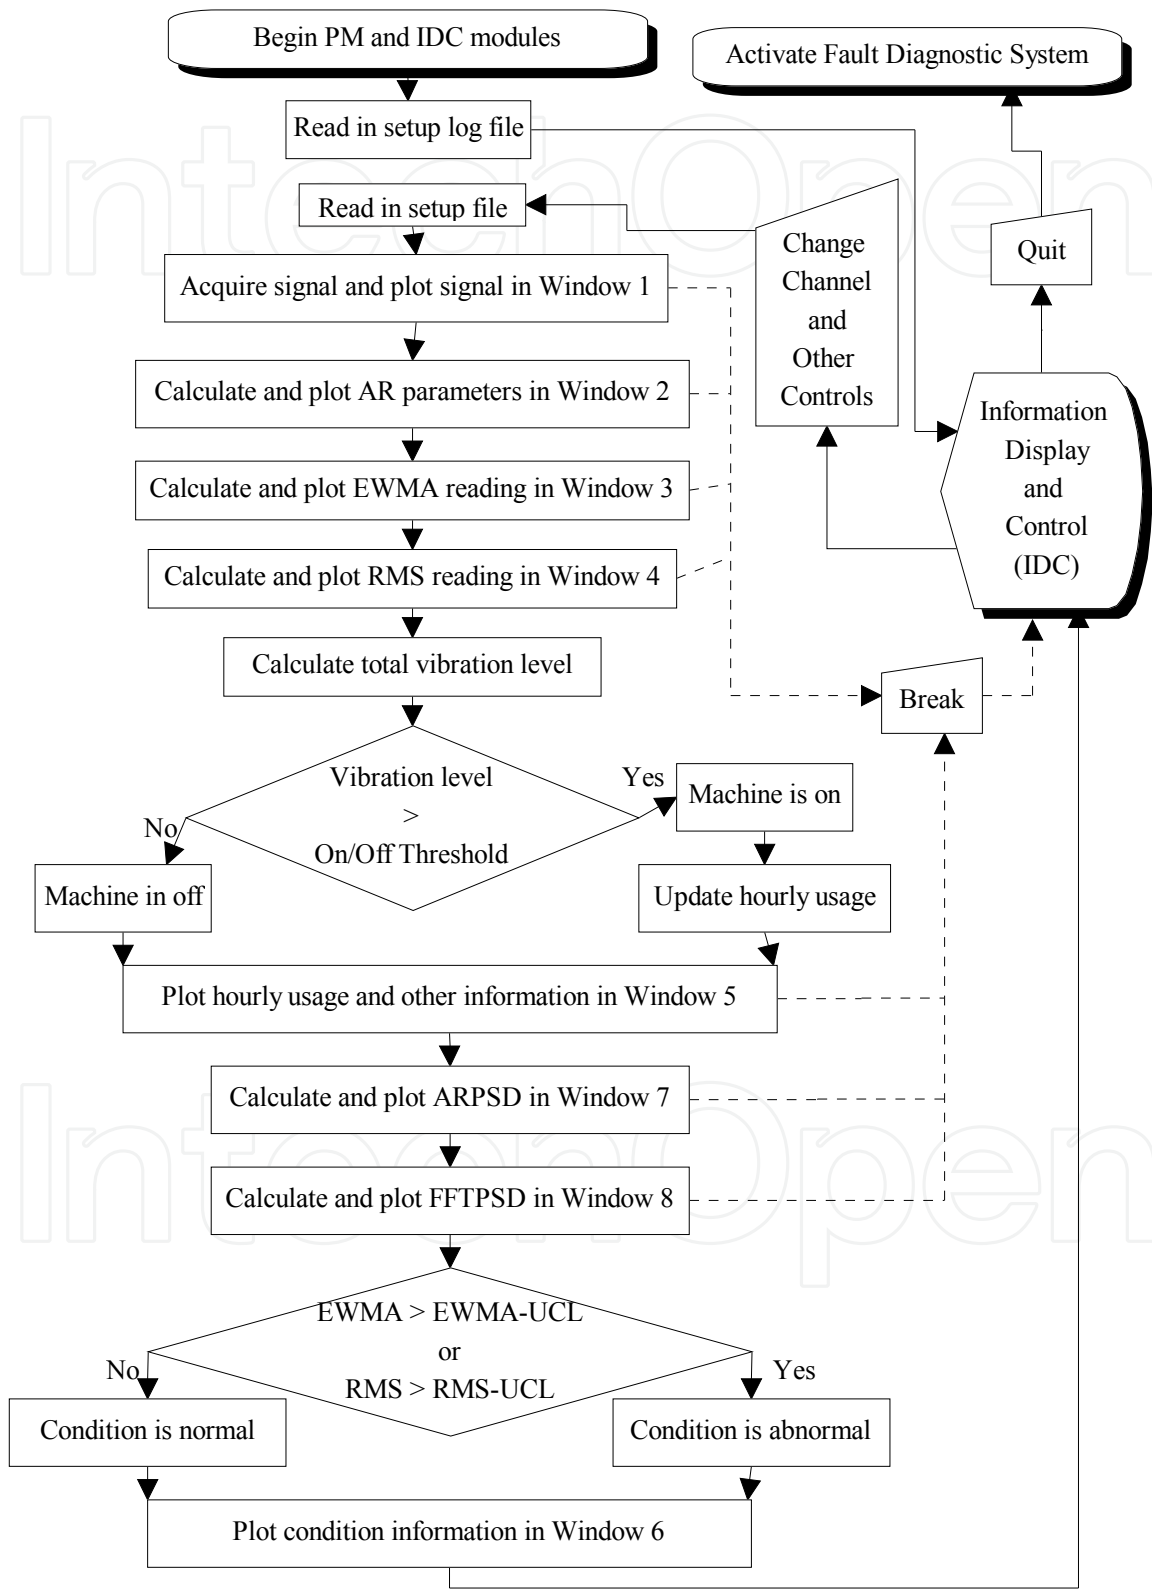 Begin PM and IDC modules
Activate Fault Diagnostic System
Read in setup log file
Read in setup file
Change
Channel
and
Other
Controls
Quit
Acquire signal and plot signal in Window 1
Calculate and plot AR parameters in Window 2
Information
Display
and
Control
(IDC)
Calculate and plot EWMA reading in Window 3
Calculate and plot RMS reading in Window 4
Calculate total vibration level
Break
Vibration level
>
On/Off Threshold
Yes
No
Machine is on
Machine in off
Update hourly usage
Plot hourly usage and other information in Window 5
Calculate and plot ARPSD in Window 7
Calculate and plot FFTPSD in Window 8
EWMA > EWMA-UCL
or
RMS > RMS-UCL
No
Yes
Condition is normal
Condition is abnormal
Plot condition information in Window 6
IntechOpen
IntechOpen